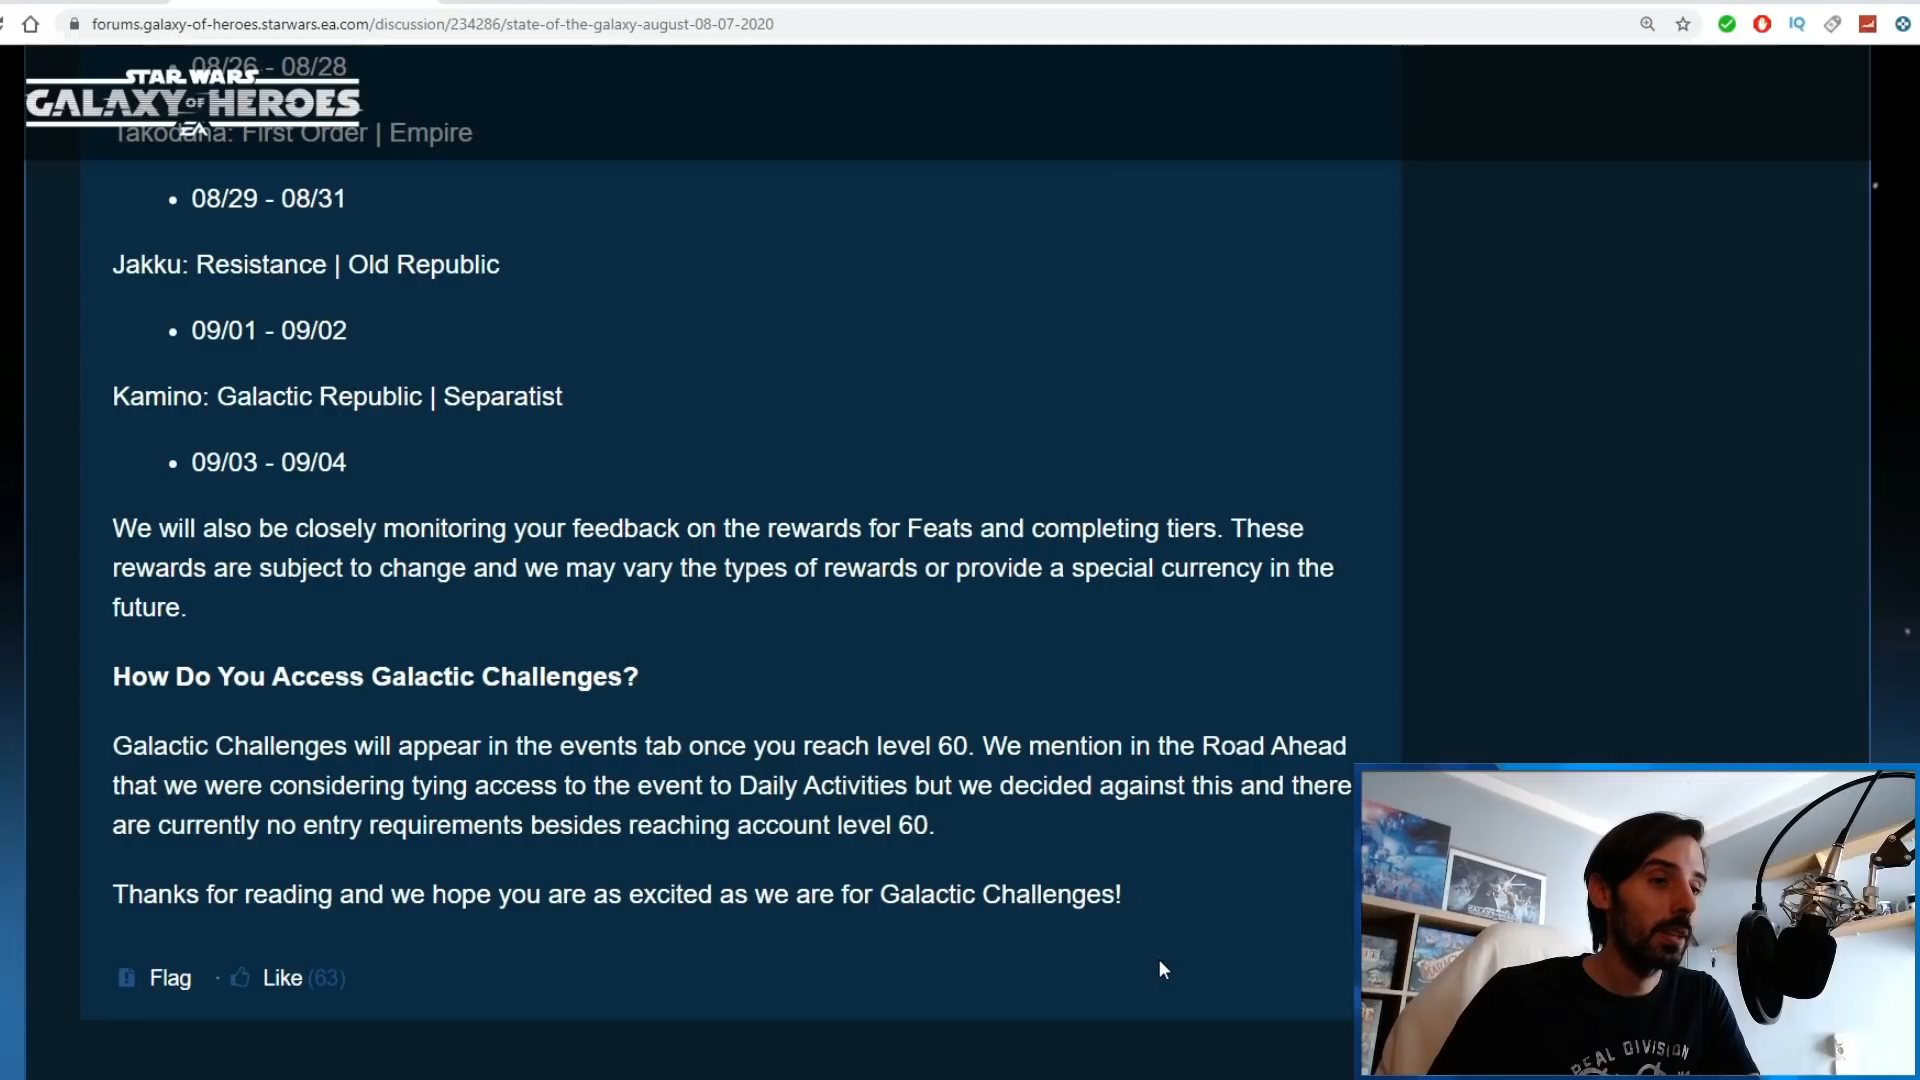 forums.galaxy-of-heroes.starwars.ea.com/discussion/234286/state-of-the-galaxy-august-08-07-2020
IQ
• 08/26 - 08/28
STAR WARS
GALAXY OF HEROES
EA
Takodana: First Order | Empire
• 08/29 - 08/31
Jakku: Resistance | Old Republic
• 09/01 - 09/02
Kamino: Galactic Republic | Separatist
• 09/03 - 09/04
We will also be closely monitoring your feedback on the rewards for Feats and completing tiers. These
rewards are subject to change and we may vary the types of rewards or provide a special currency in the
future.
How Do You Access Galactic Challenges?
Galactic Challenges will appear in the events tab once you reach level 60. We mention in the Road Ahead
that we were considering tying access to the event to Daily Activities but we decided against this and there
are currently no entry requirements besides reaching account level 60.
Thanks for reading and we hope you are as excited as we are for Galactic Challenges!
Flag · Like (63)
DIVISION